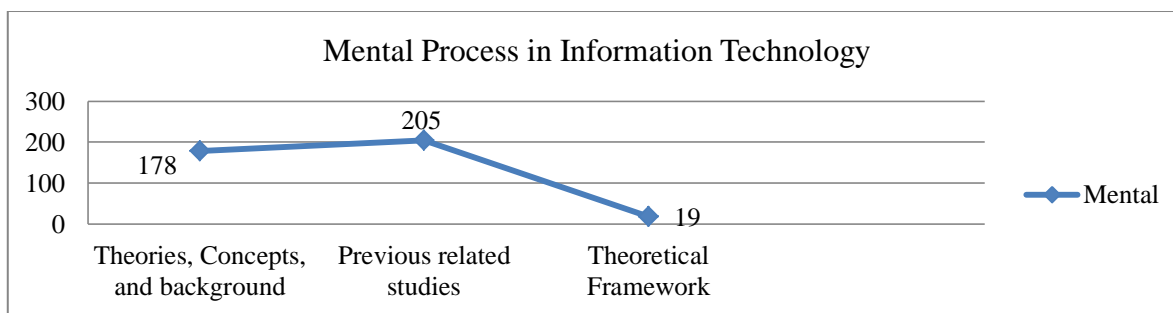 Mental Process in Information Technology
300
200
100
0
178
205
19
Theories, Concepts,
and background
Previous related
studies
Theoretical
Framework
Mental